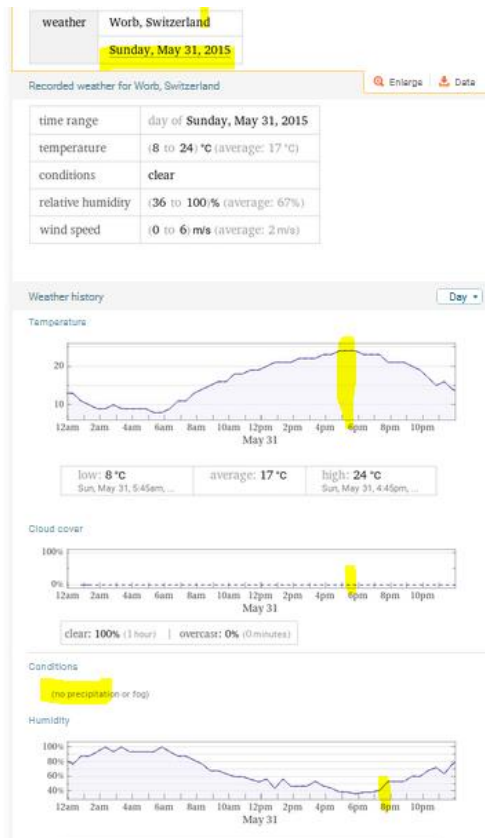 weather Worb, Switzerland
Sunday, May 31, 2015
Recorded weather for Worb, Switzerland Enlarge Data
time range day of Sunday, May 31, 2015
temperature (8 to 24) °C (average: 17 °C)
conditions clear
relative humidity (36 to 100)% (average: 67%)
wind speed (0 to 6) m/s (average: 2 m/s)
Weather history Day
Temperature
20
10
12am 2am 4am 6am 8am 10am 12pm 2pm 4pm 6pm 8pm 10pm
May 31
low: 8 °C average: 17 °C high: 24 °C
Sun, May 31, 5:45am, ... Sun, May 31, 4:45pm, ...
Cloud cover
100%
0%
12am 2am 4am 6am 8am 10am 12pm 2pm 4pm 6pm 8pm 10pm
May 31
clear: 100% (1 hour) | overcast: 0% (0 minutes)
Conditions
(no precipitation or fog)
Humidity
100%
80%
60%
40%
12am 2am 4am 6am 8am 10am 12pm 2pm 4pm 6pm 8pm 10pm
May 31